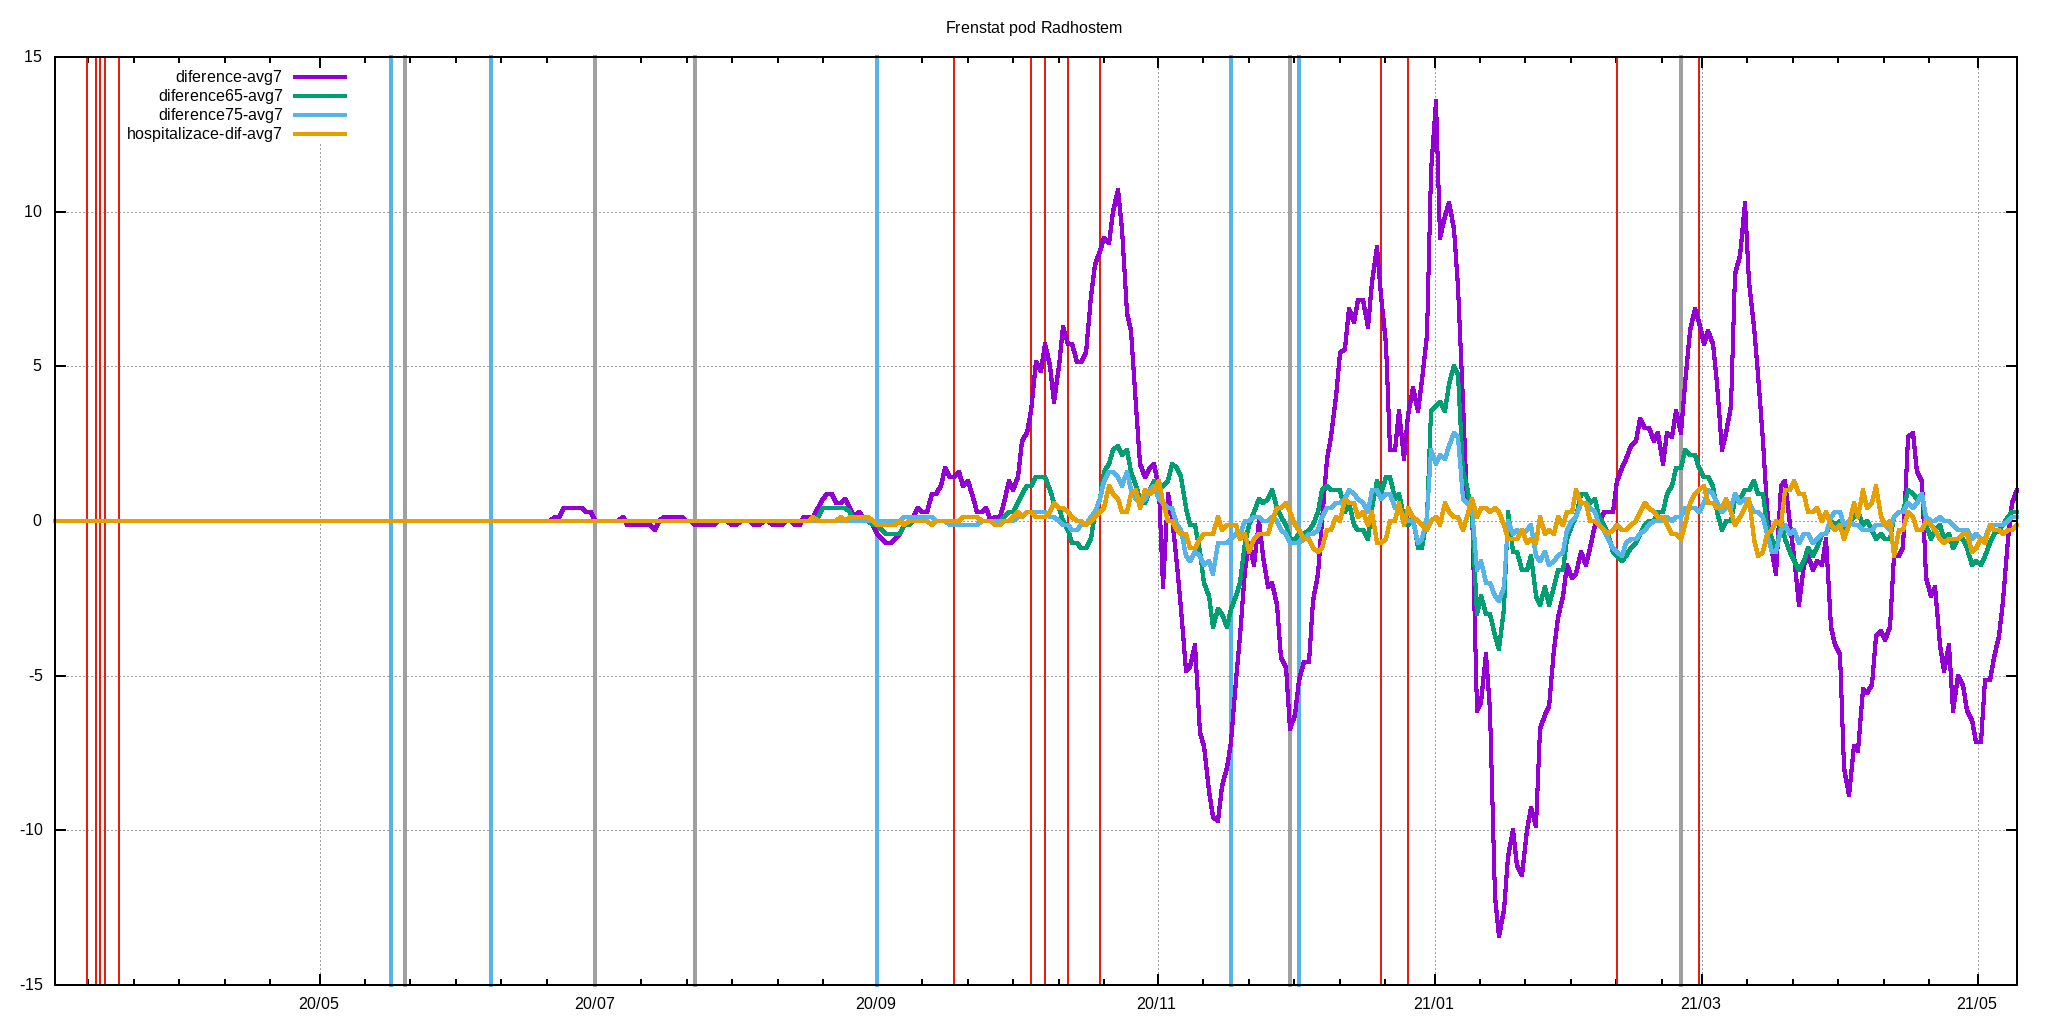 Frenstat pod Radhostem
15
10
5
0
-5
-10
-15
diference-avg7
diference65-avg7
diference75-avg7
hospitalizace-dif-avg7
20/05 20/07 20/09 20/11 21/01 21/03 21/05